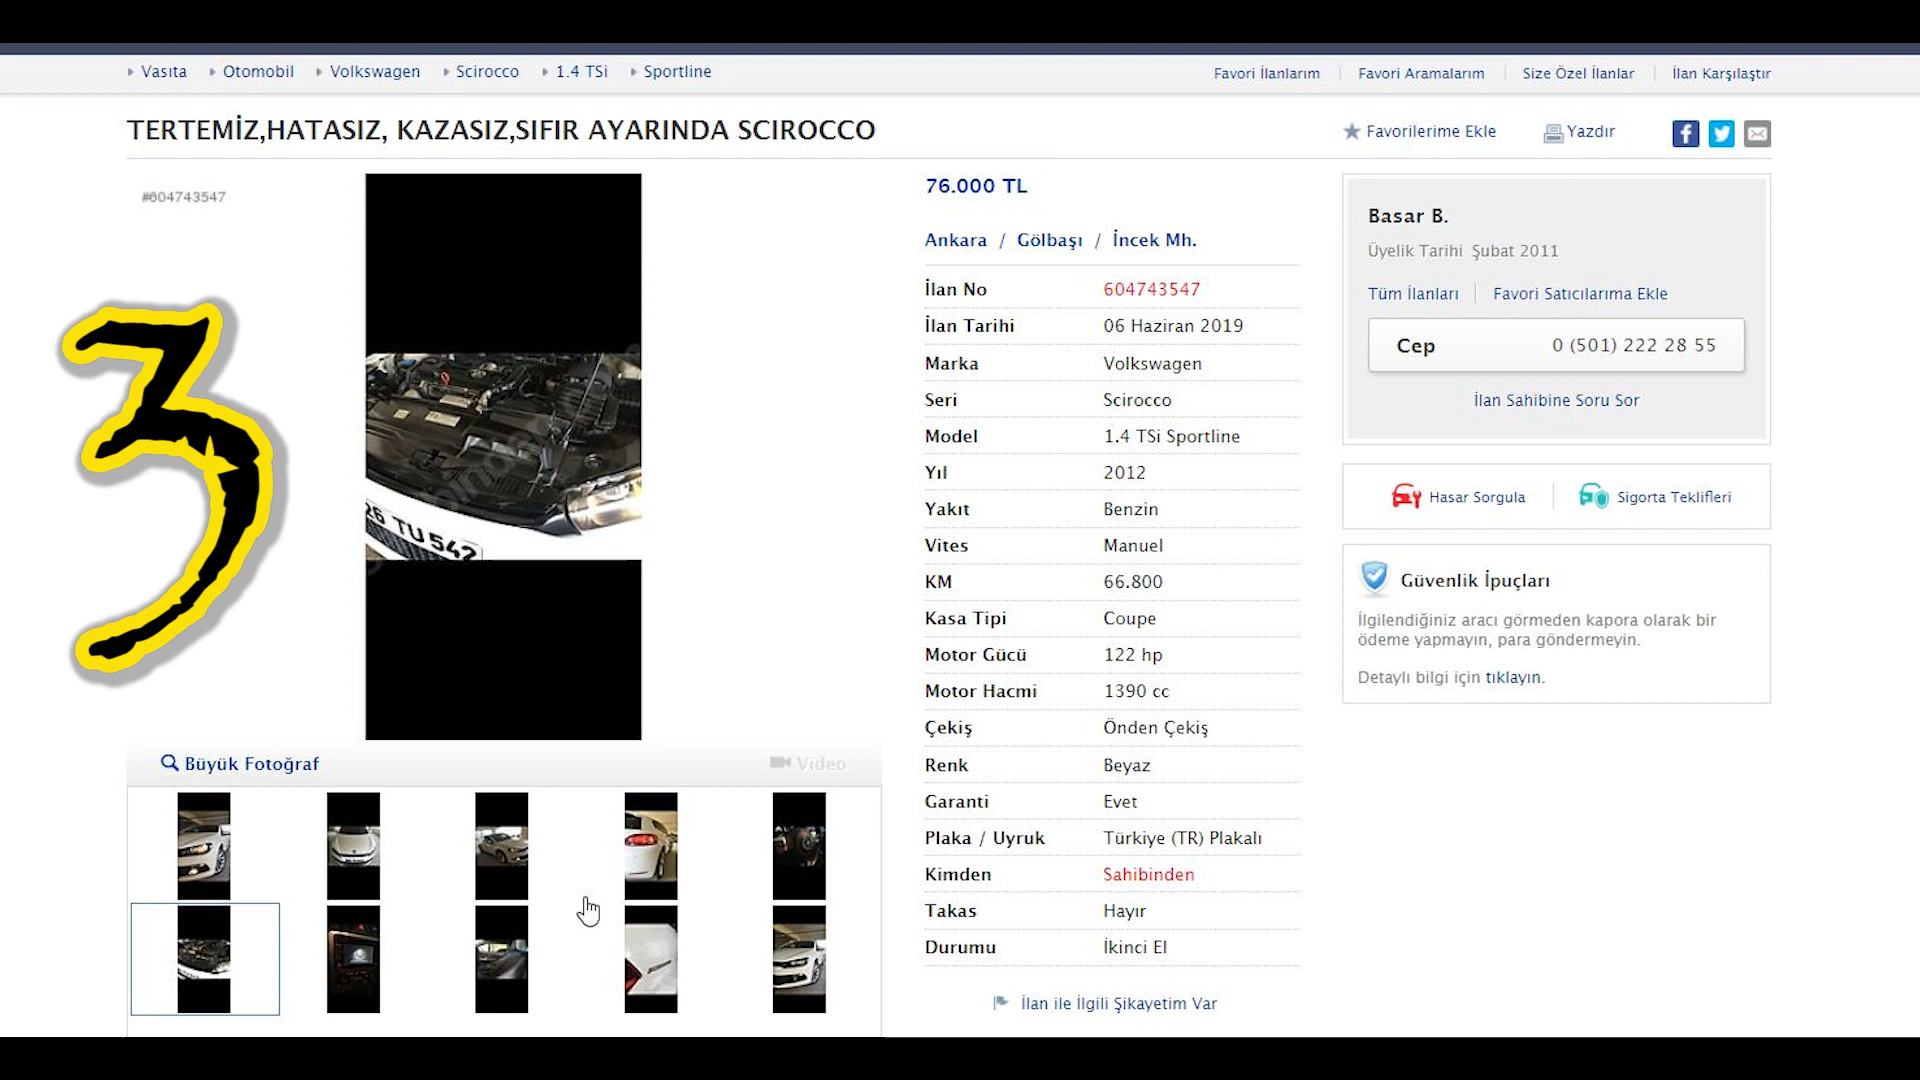 Vasıta Otomobil Volkswagen Scirocco 1.4 TSi Sportline
Favori İlanlarım Favori Aramalarım Size Özel İlanlar İlan Karşılaştır
TERTEMİZ,HATASIZ, KAZASIZ,SIFIR AYARINDA SCIROCCO
Favorilerime Ekle Yazdır
#604743547
3
26 TU 542
Büyük Fotoğraf Video
76.000 TL
Ankara / Gölbaşı / İncek Mh.
İlan No 604743547
İlan Tarihi 06 Haziran 2019
Marka Volkswagen
Seri Scirocco
Model 1.4 TSi Sportline
Yıl 2012
Yakıt Benzin
Vites Manuel
KM 66.800
Kasa Tipi Coupe
Motor Gücü 122 hp
Motor Hacmi 1390 cc
Çekiş Önden Çekiş
Renk Beyaz
Garanti Evet
Plaka / Uyruk Türkiye (TR) Plakalı
Kimden Sahibinden
Takas Hayır
Durumu İkinci El
İlan ile İlgili Şikayetim Var
Basar B.
Üyelik Tarihi Şubat 2011
Tüm İlanları Favori Satıcılarıma Ekle
Cep 0 (501) 222 28 55
İlan Sahibine Soru Sor
Hasar Sorgula Sigorta Teklifleri
Güvenlik İpuçları
İlgilendiğiniz aracı görmeden kapora olarak bir
ödeme yapmayın, para göndermeyin.
Detaylı bilgi için tıklayın.